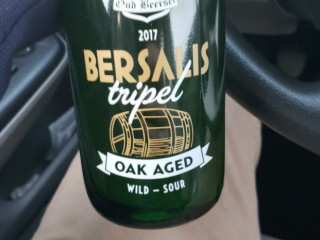 Oud Beersel
2017
BERSALIS
tripel
OAK AGED
WILD – SOUR